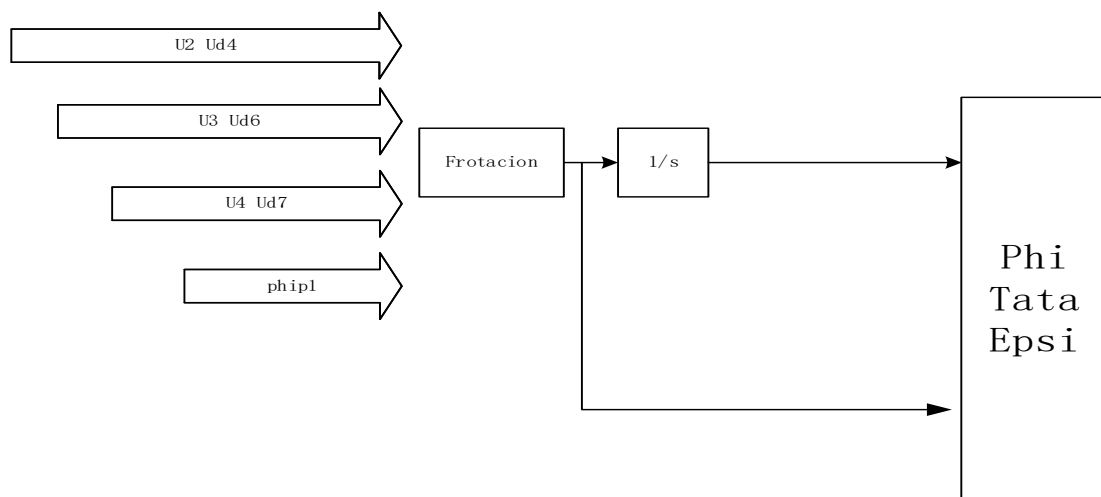 U2 Ud4
U3 Ud6
Frotacion
1/s
U4 Ud7
phip1
Phi
Tata
Epsi